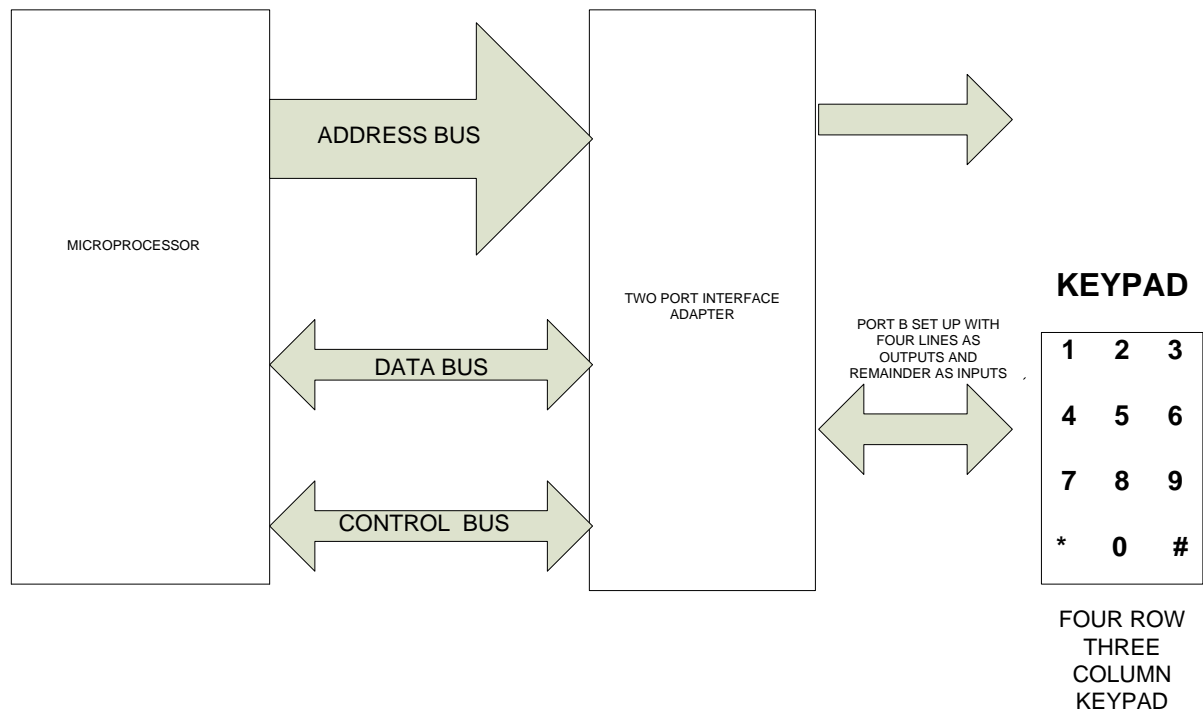 ADDRESS BUS
MICROPROCESSOR
DATA BUS
CONTROL BUS
TWO PORT INTERFACE
ADAPTER
PORT B SET UP WITH
FOUR LINES AS
OUTPUTS AND
REMAINDER AS INPUTS
KEYPAD
1 2 3
4 5 6
7 8 9
* 0 #
FOUR ROW
THREE
COLUMN
KEYPAD